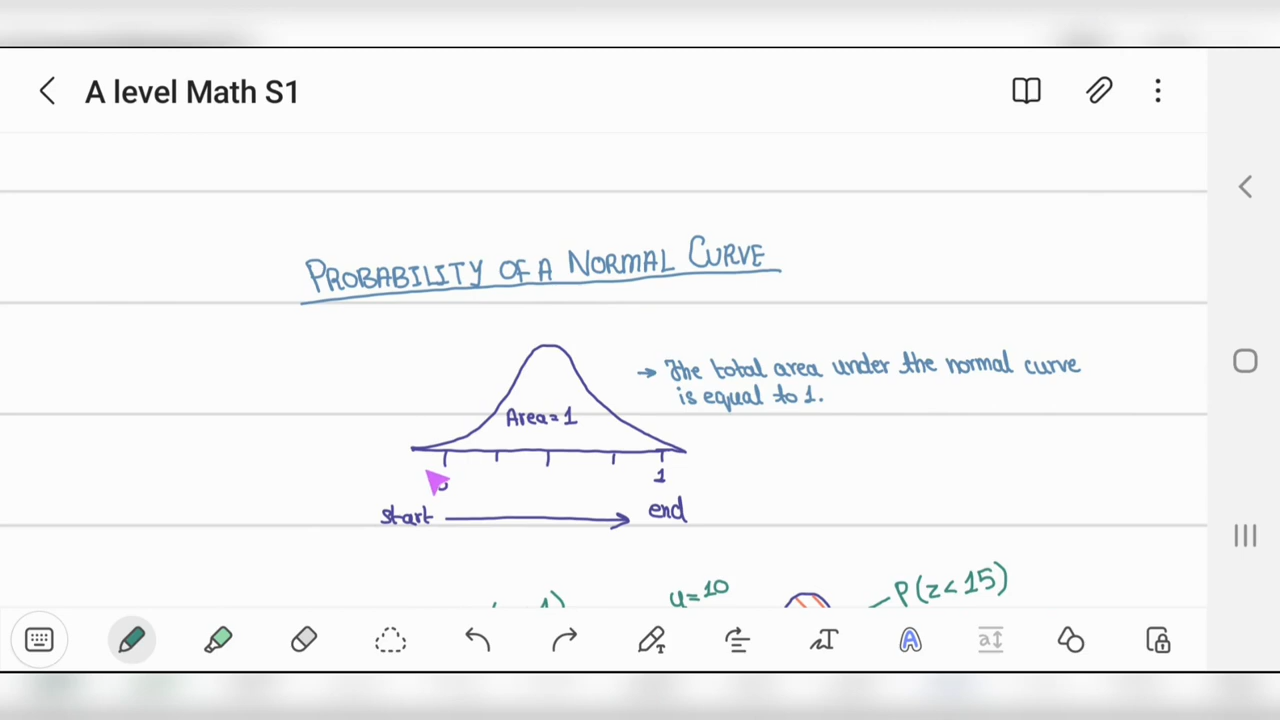 A level Math S1
PROBABILITY OF A NORMAL CURVE
→ The total area under the normal curve
is equal to 1.
Area = 1
1
start
end
u=10
P(z<15)